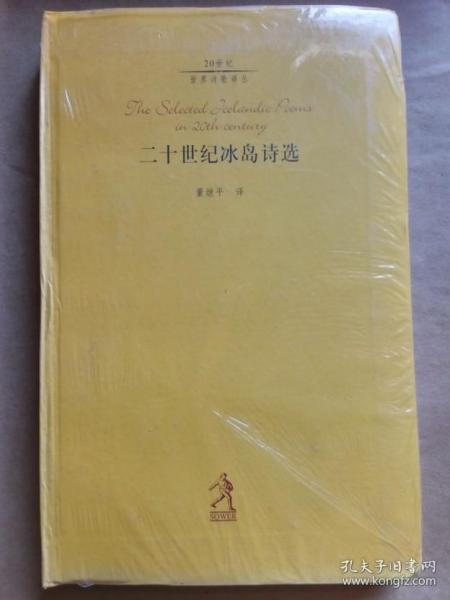 20世纪
世界诗歌译丛
The Selected Icelandic Poems
in 20th century
二十世纪冰岛诗选
董继平 译
SOWER
孔夫子旧书网
www.kongfz.com